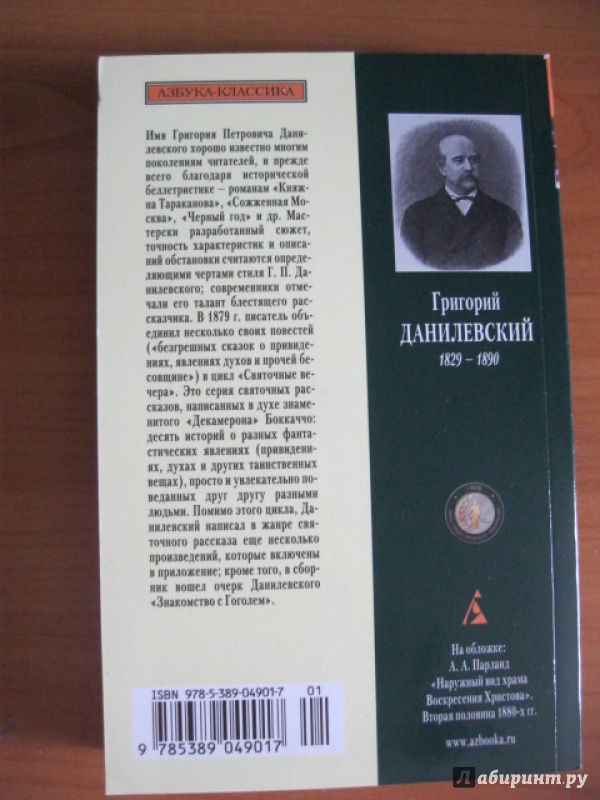 АЗБУКА-КЛАССИКА
Имя Григория Петровича Дани-
левского хорошо известно многим
поколениям читателей, и прежде
всего благодаря исторической
беллетристике – романам «Княж-
на Тараканова», «Сожженная Мо-
сква», «Черный год» и др. Мас-
терски разработанный сюжет,
точность характеристик и описа-
ний обстановки считаются опреде-
ляющими чертами стиля Г. П. Да-
нилевского; современники отме-
чали его талант блестящего рас-
сказчика. В 1879 г. писатель объ-
единил несколько своих повестей
(«безгрешных сказок о привиде-
ниях, явлениях духов и прочей бе-
совщине») в цикл «Святочные ве-
чера». Это серия святочных рас-
сказов, написанных в духе знаме-
нитого «Декамерона» Боккаччо:
десять историй о разных фанта-
стических явлениях (привидени-
ях, духах и других таинственных
вещах), просто и увлекательно по-
веданных друг другу разными
людьми. Помимо этого цикла, Да-
нилевский написал в жанре свя-
точного рассказа еще несколько
произведений, которые включены
в приложение; кроме того, в сбор-
ник вошел очерк Данилевского
«Знакомство с Гоголем».
ISBN 978-5-389-04901-7 01
9 785389 049017
Григорий
ДАНИЛЕВСКИЙ
1829 – 1890
На обложке:
А. А. Парланд
«Наружный вид храма
Воскресения Христова».
Вторая половина 1880-х гг.
www.azbooka.ru
Лабиринт.ру